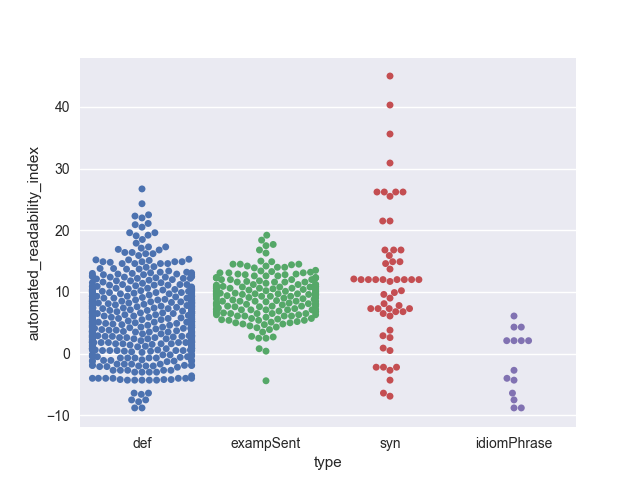 automated_readability_index
40
30
20
10
0
−10
def exampSent syn idiomPhrase
type